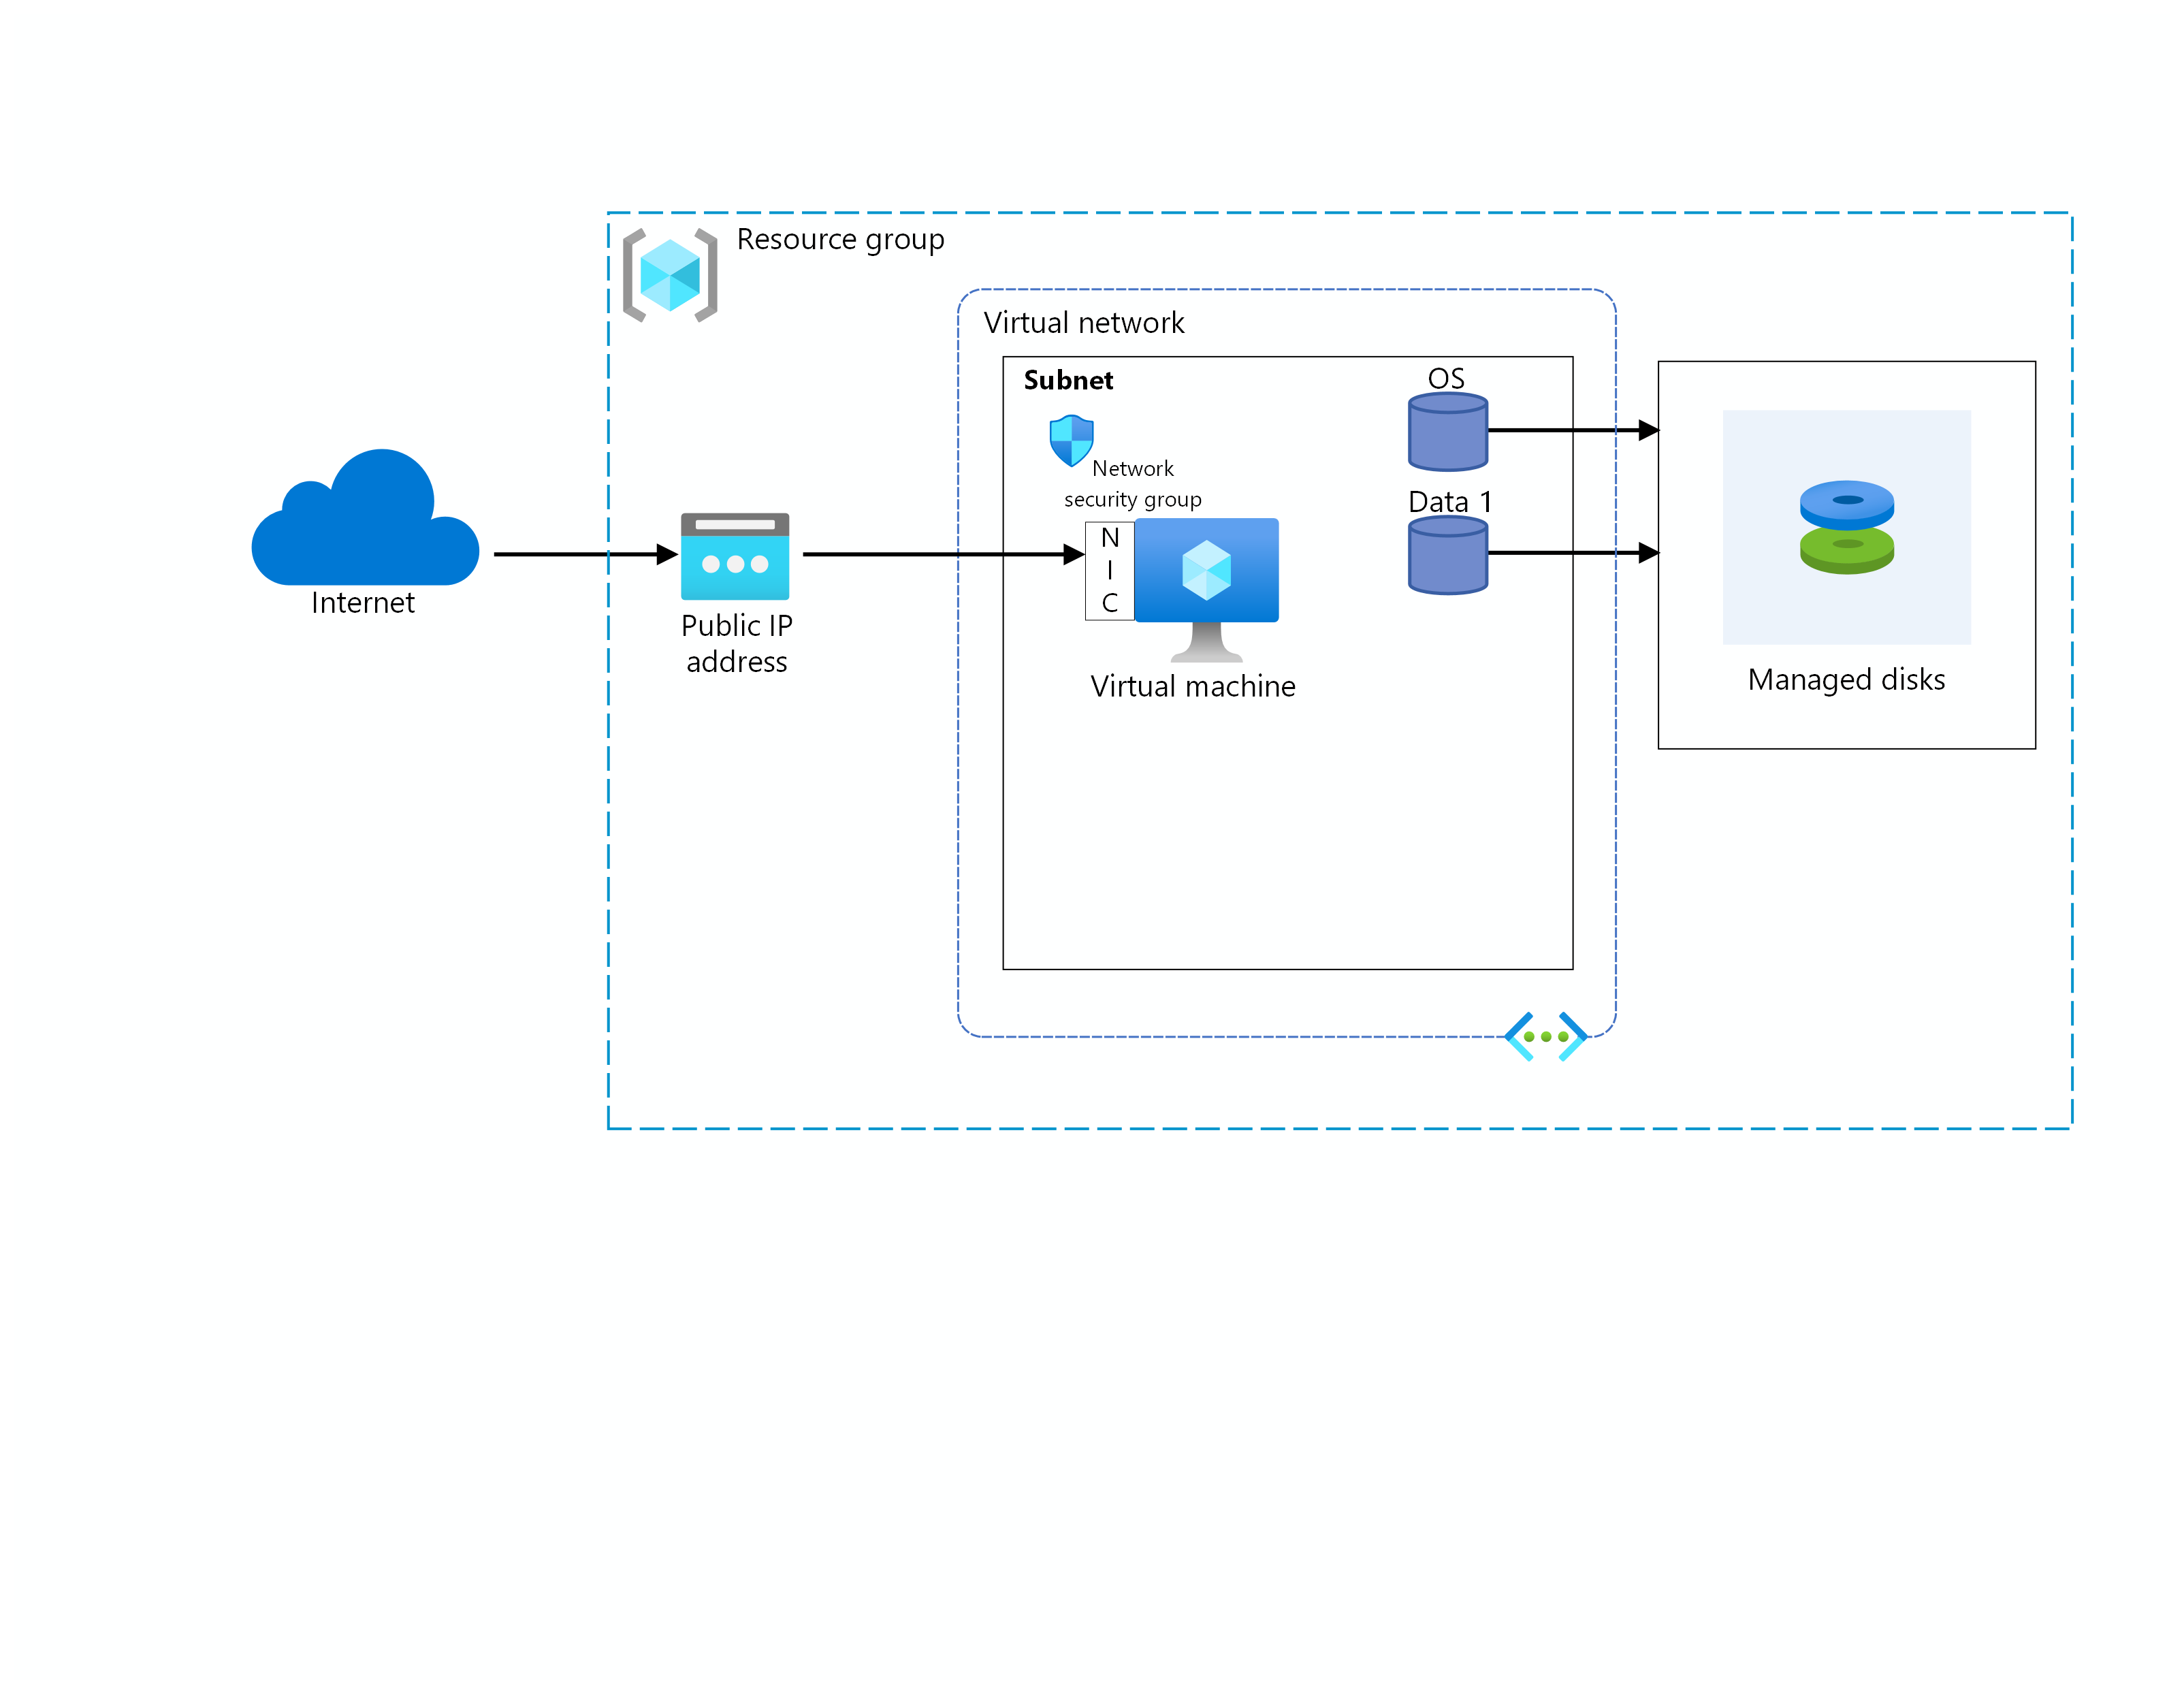 Resource group
Virtual network
Subnet
OS
Network
security group
Data 1
N
I
C
Internet
Public IP
address
Virtual machine
Managed disks